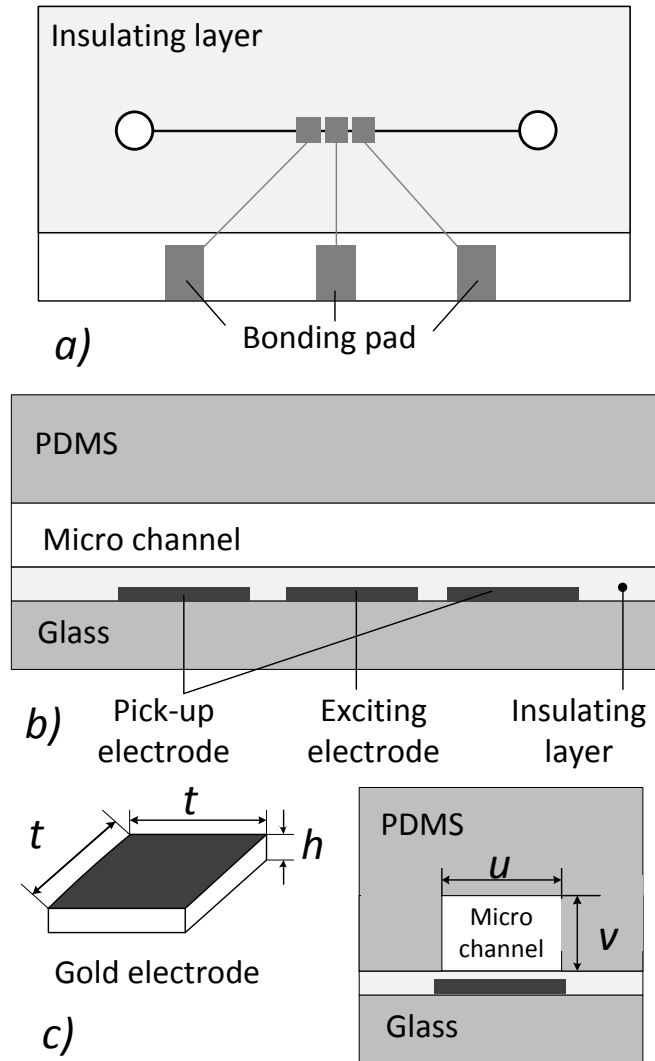 Insulating layer
Bonding pad
a)
PDMS
Micro channel
Glass
b)
Pick-up
electrode
Exciting
electrode
Insulating
layer
t
t
h
Gold electrode
c)
PDMS
u
Micro
channel
v
Glass